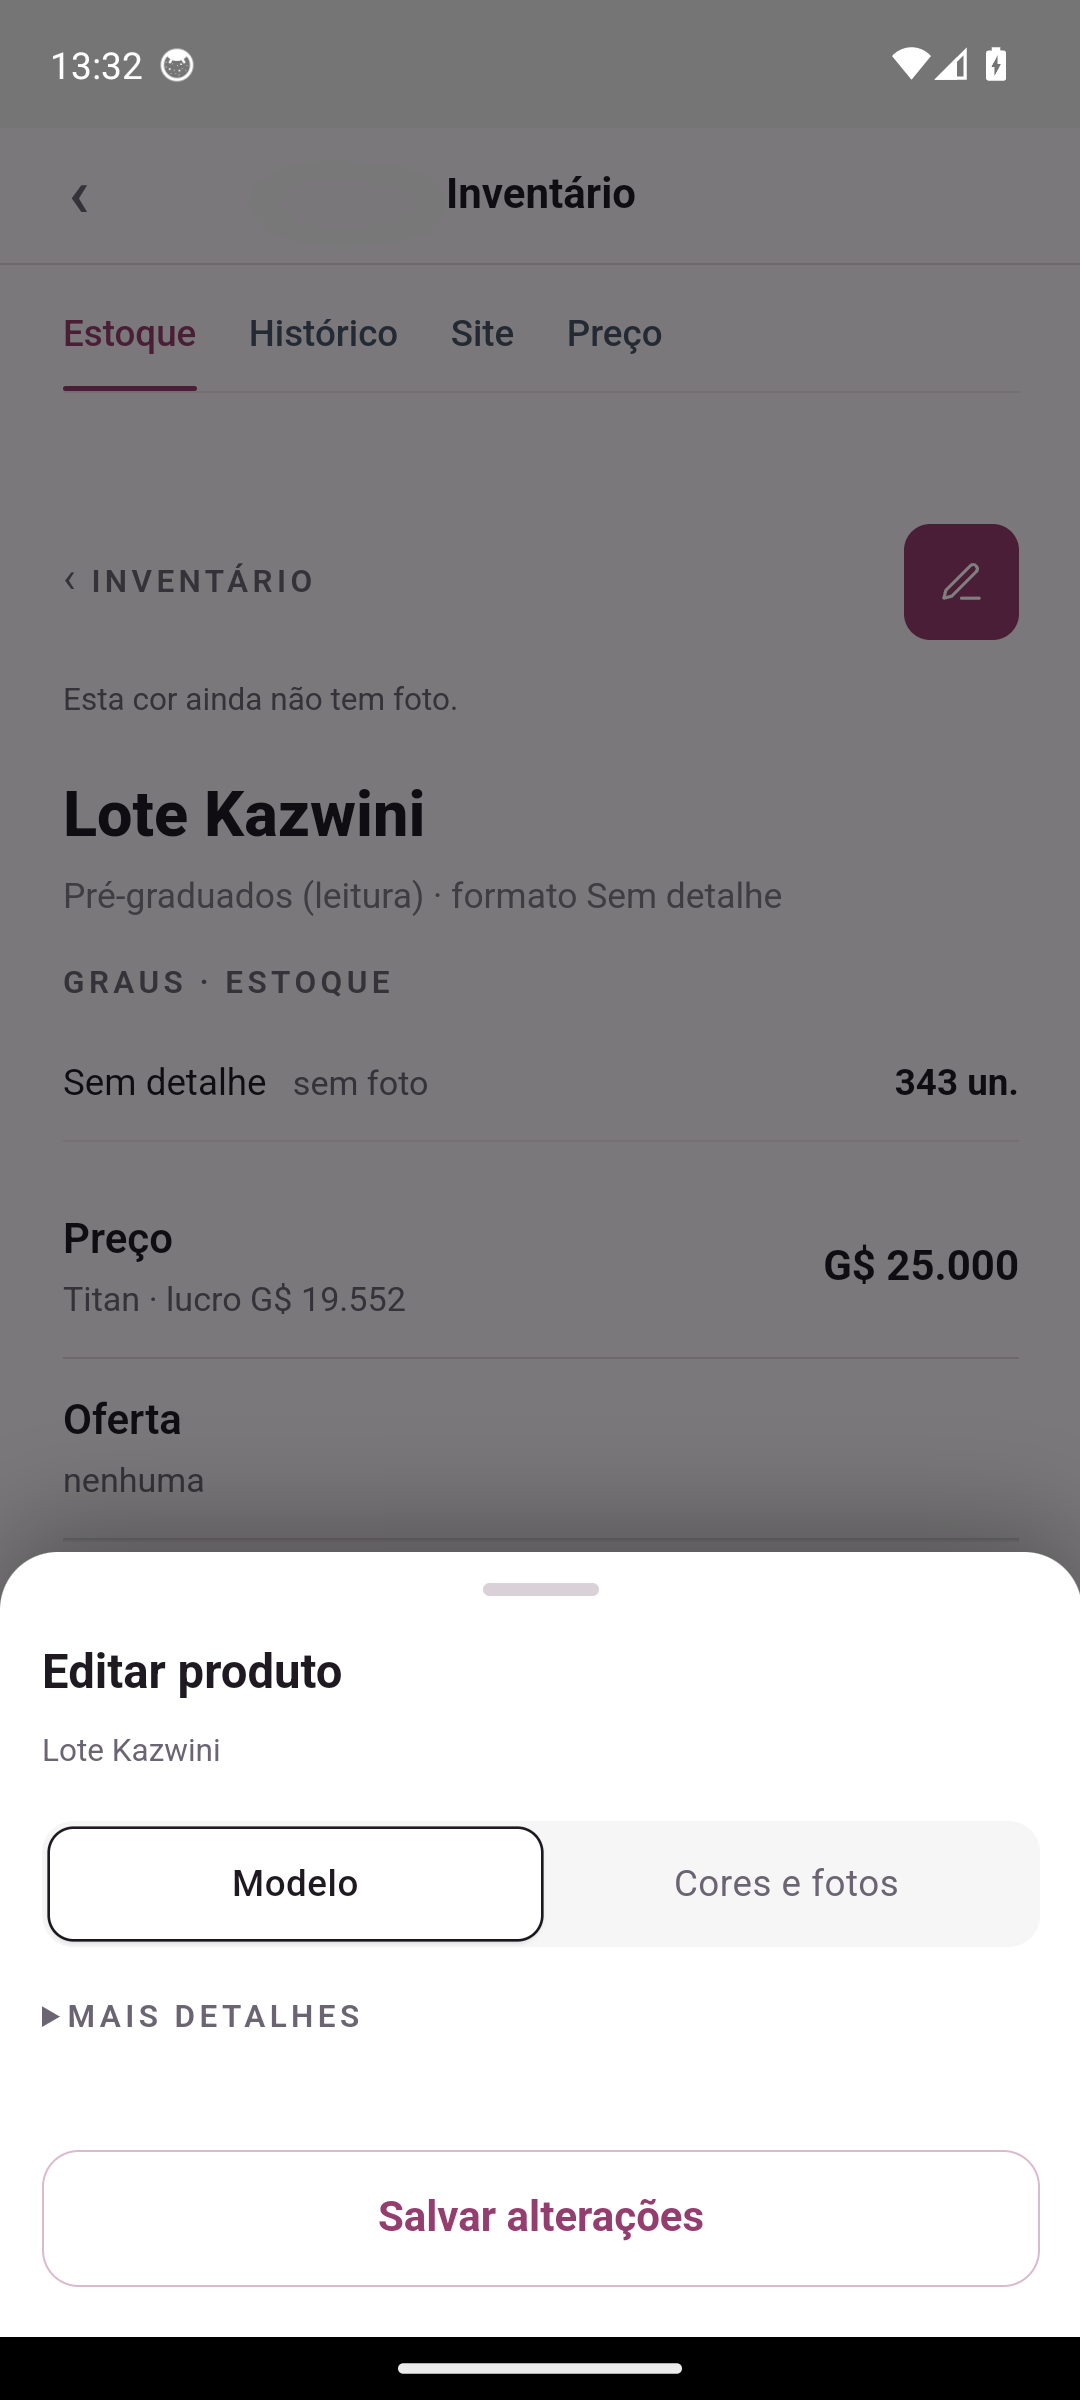 13:32
Inventário
Estoque Histórico Site Preço
INVENTÁRIO
Esta cor ainda não tem foto.
Lote Kazwini
Pré-graduados (leitura) · formato Sem detalhe
GRAUS · ESTOQUE
Sem detalhe sem foto 343 un.
Preço
G$ 25.000
Titan · lucro G$ 19.552
Oferta
nenhuma
Editar produto
Lote Kazwini
Modelo Cores e fotos
MAIS DETALHES
Salvar alterações